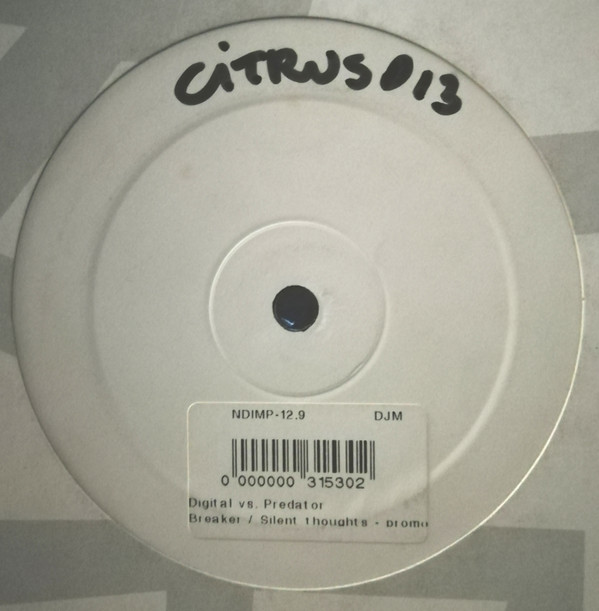 CiTRUS 013
NDIMP-12.9 DJM
0 000000 315302
Digital vs. Predator
Breaker / Silent Thoughts - promo